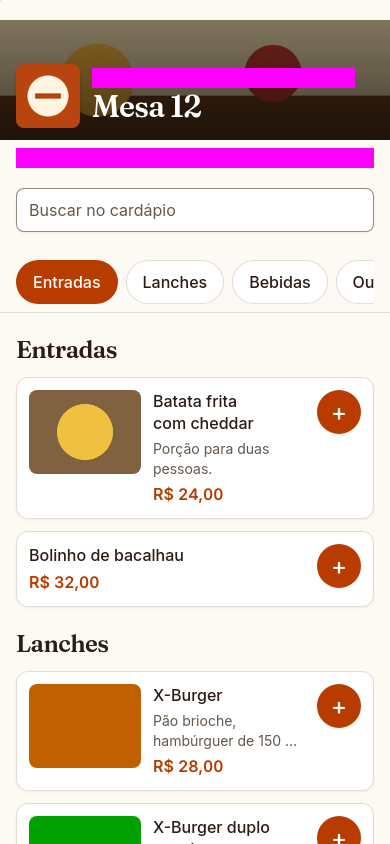 Mesa 12
Buscar no cardápio
Entradas
Lanches
Bebidas
Ou
Entradas
Batata frita
com cheddar
Porção para duas
pessoas.
R$ 24,00
+
Bolinho de bacalhau
R$ 32,00
+
Lanches
X-Burger
Pão brioche,
hambúrguer de 150 ...
R$ 28,00
+
X-Burger duplo
+